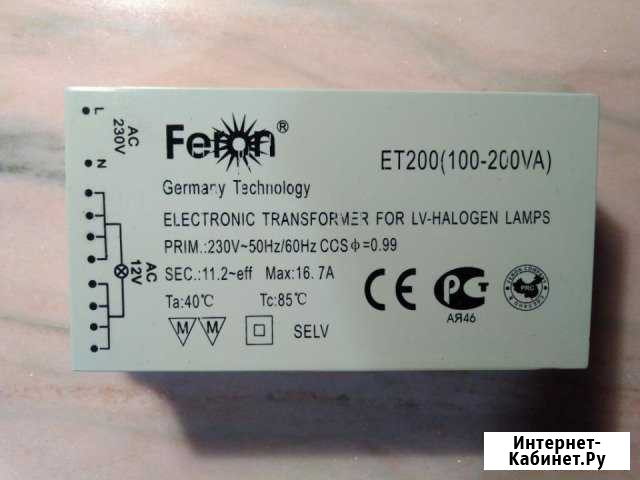 Feron®
ET200(100-200VA)
Germany Technology
ELECTRONIC TRANSFORMER FOR LV-HALOGEN LAMPS
PRIM.:230V~50Hz/60Hz CCSΦ=0.99
SEC.:11.2~eff Max:16.7A
Ta:40℃ Tc:85℃
M M SELV
CE
PCT
АЯ46
PRC
L
AC
230V
N
AC
12V
Интернет-
Кабинет.Ру